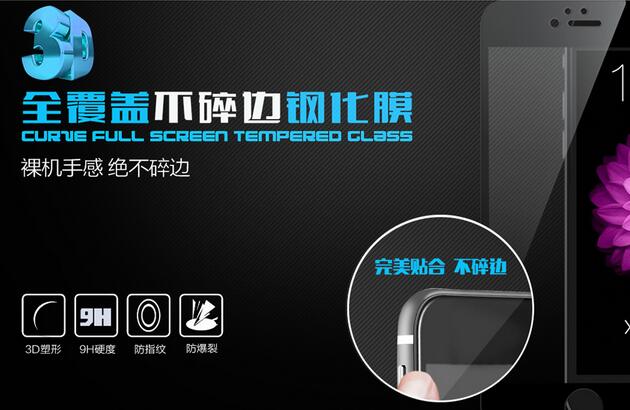 3D
全覆盖不碎边钢化膜
CURVE FULL SCREEN TEMPERED GLASS
裸机手感 绝不碎边
完美贴合 不碎边
9H
3D塑形
9H硬度
防指纹
防爆裂
1